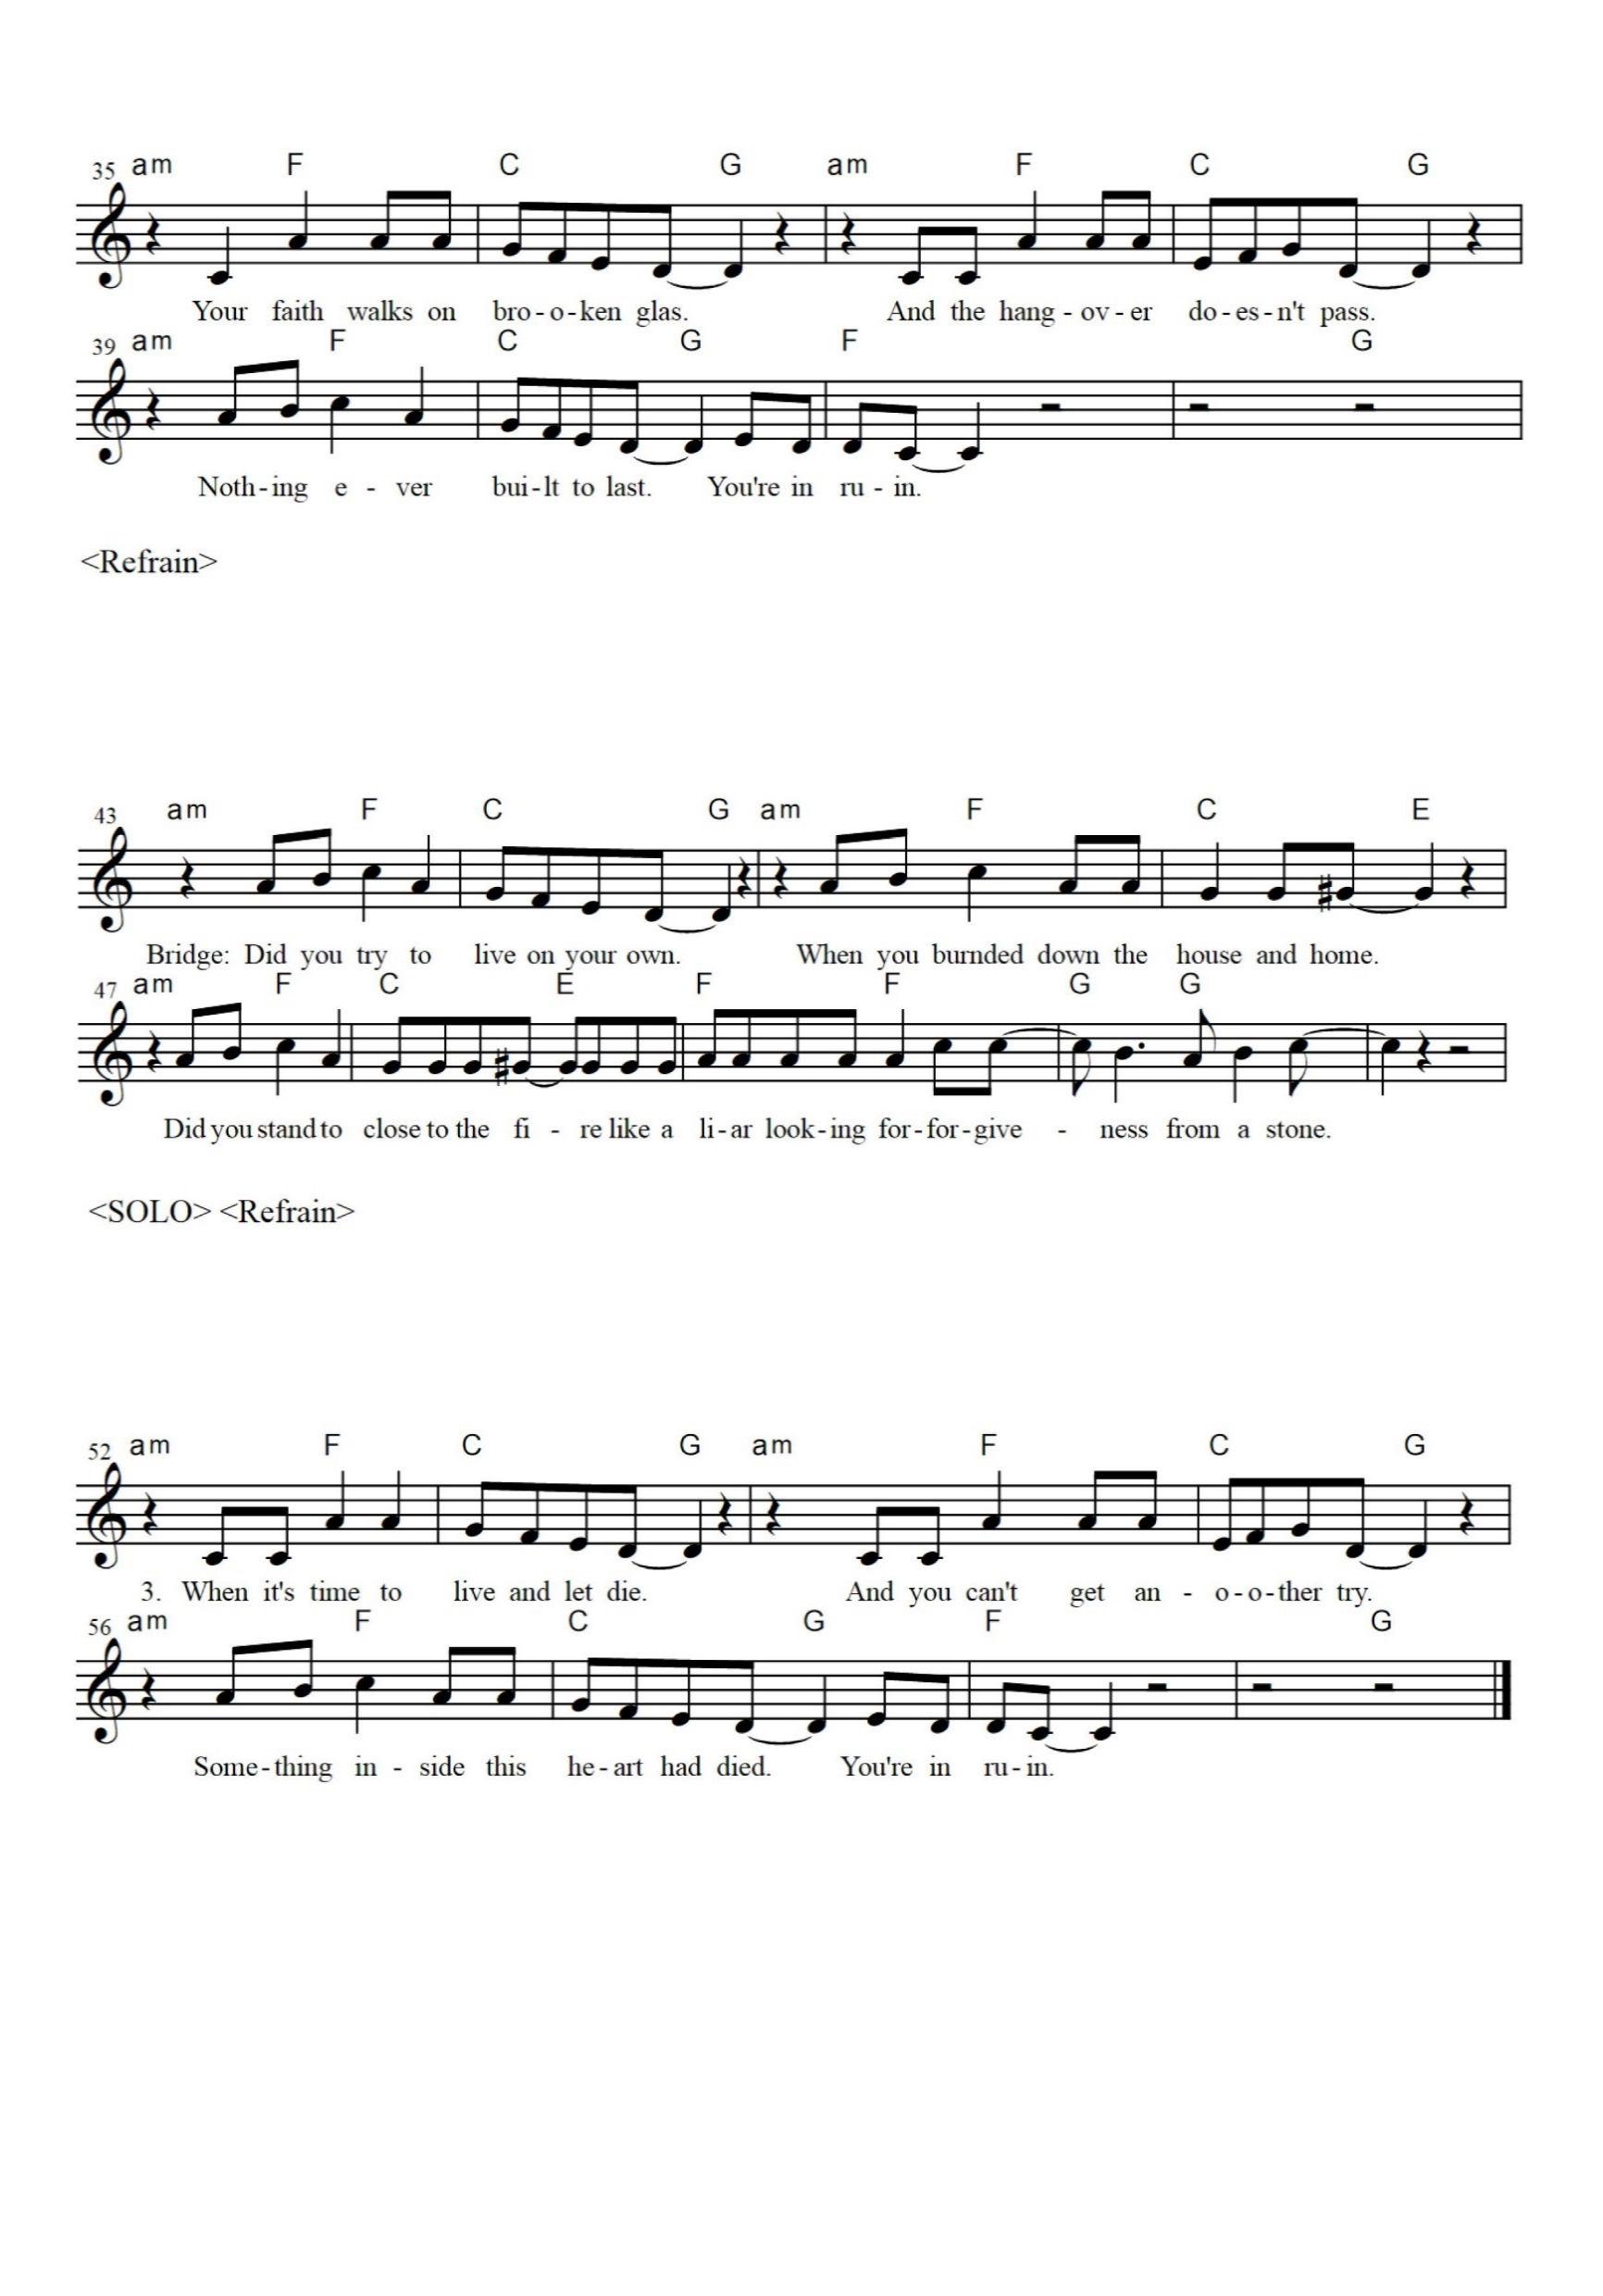 35 am F C G am F C G
Your faith walks on bro-o-ken glas. And the hang-ov-er do-es-n't pass.
39 am F C G F G
Noth-ing e - ver bui-lt to last. You're in ru - in.
<Refrain>
43 am F C G am F C E
Bridge: Did you try to live on your own. When you burnded down the house and home.
47 am F C E F F G G
Did you stand to close to the fi - re like a li-ar look-ing for-for-give - ness from a stone.
<SOLO> <Refrain>
52 am F C G am F C G
3. When it's time to live and let die. And you can't get an - o-o-ther try.
56 am F C G F G
Some-thing in - side this he-art had died. You're in ru-in.